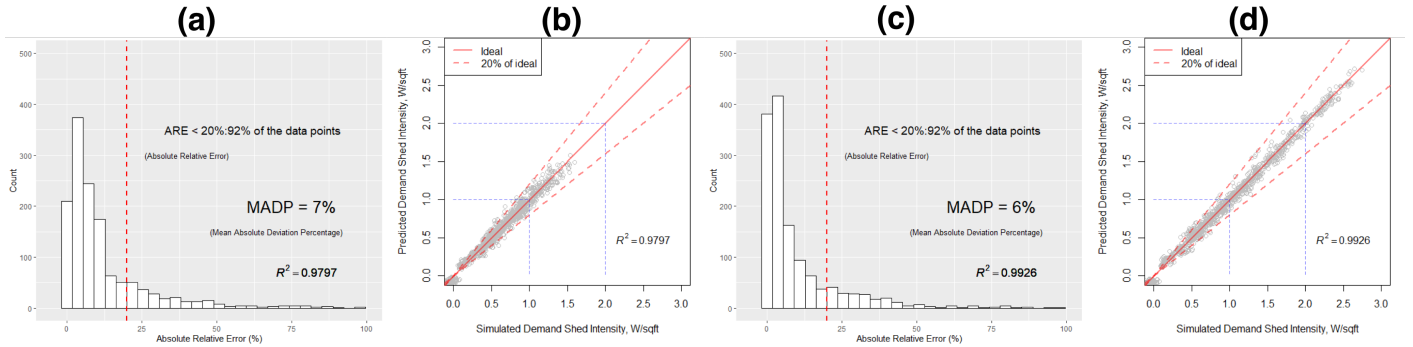 (a)
500
400
300
200
100
0
Count
ARE < 20%:92% of the data points
(Absolute Relative Error)
MADP = 7%
(Mean Absolute Deviation Percentage)
R² = 0.9797
0 25 50 75 100
Absolute Relative Error (%)
(b)
Ideal
20% of ideal
3.0
2.5
2.0
1.5
1.0
0.5
0.0
Predicted Demand Shed Intensity, W/sqft
R² = 0.9797
0.0 0.5 1.0 1.5 2.0 2.5 3.0
Simulated Demand Shed Intensity, W/sqft
(c)
500
400
300
200
100
0
Count
ARE < 20%:92% of the data points
(Absolute Relative Error)
MADP = 6%
(Mean Absolute Deviation Percentage)
R² = 0.9926
0 25 50 75 100
Absolute Relative Error (%)
(d)
Ideal
20% of ideal
3.0
2.5
2.0
1.5
1.0
0.5
0.0
Predicted Demand Shed Intensity, W/sqft
R² = 0.9926
0.0 0.5 1.0 1.5 2.0 2.5 3.0
Simulated Demand Shed Intensity, W/sqft